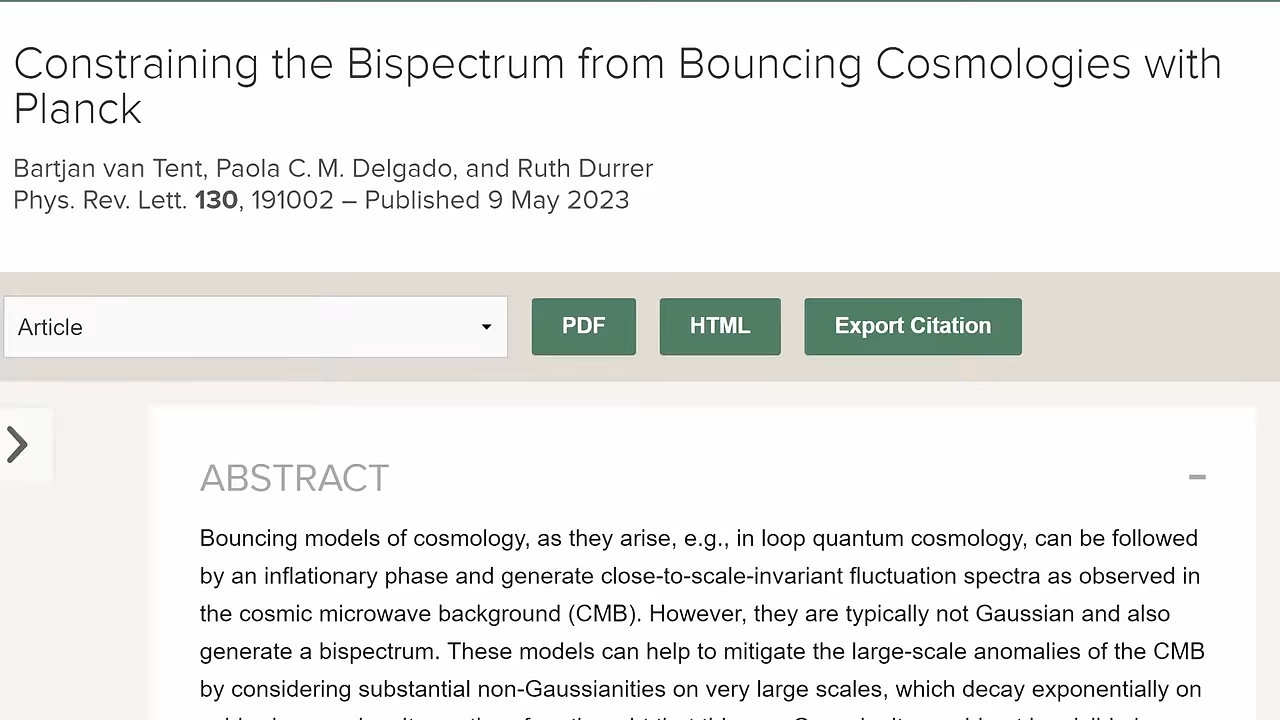 Constraining the Bispectrum from Bouncing Cosmologies with
Planck
Bartjan van Tent, Paola C. M. Delgado, and Ruth Durrer
Phys. Rev. Lett. 130, 191002 – Published 9 May 2023
Article
PDF
HTML
Export Citation
ABSTRACT
Bouncing models of cosmology, as they arise, e.g., in loop quantum cosmology, can be followed
by an inflationary phase and generate close-to-scale-invariant fluctuation spectra as observed in
the cosmic microwave background (CMB). However, they are typically not Gaussian and also
generate a bispectrum. These models can help to mitigate the large-scale anomalies of the CMB
by considering substantial non-Gaussianities on very large scales, which decay exponentially on